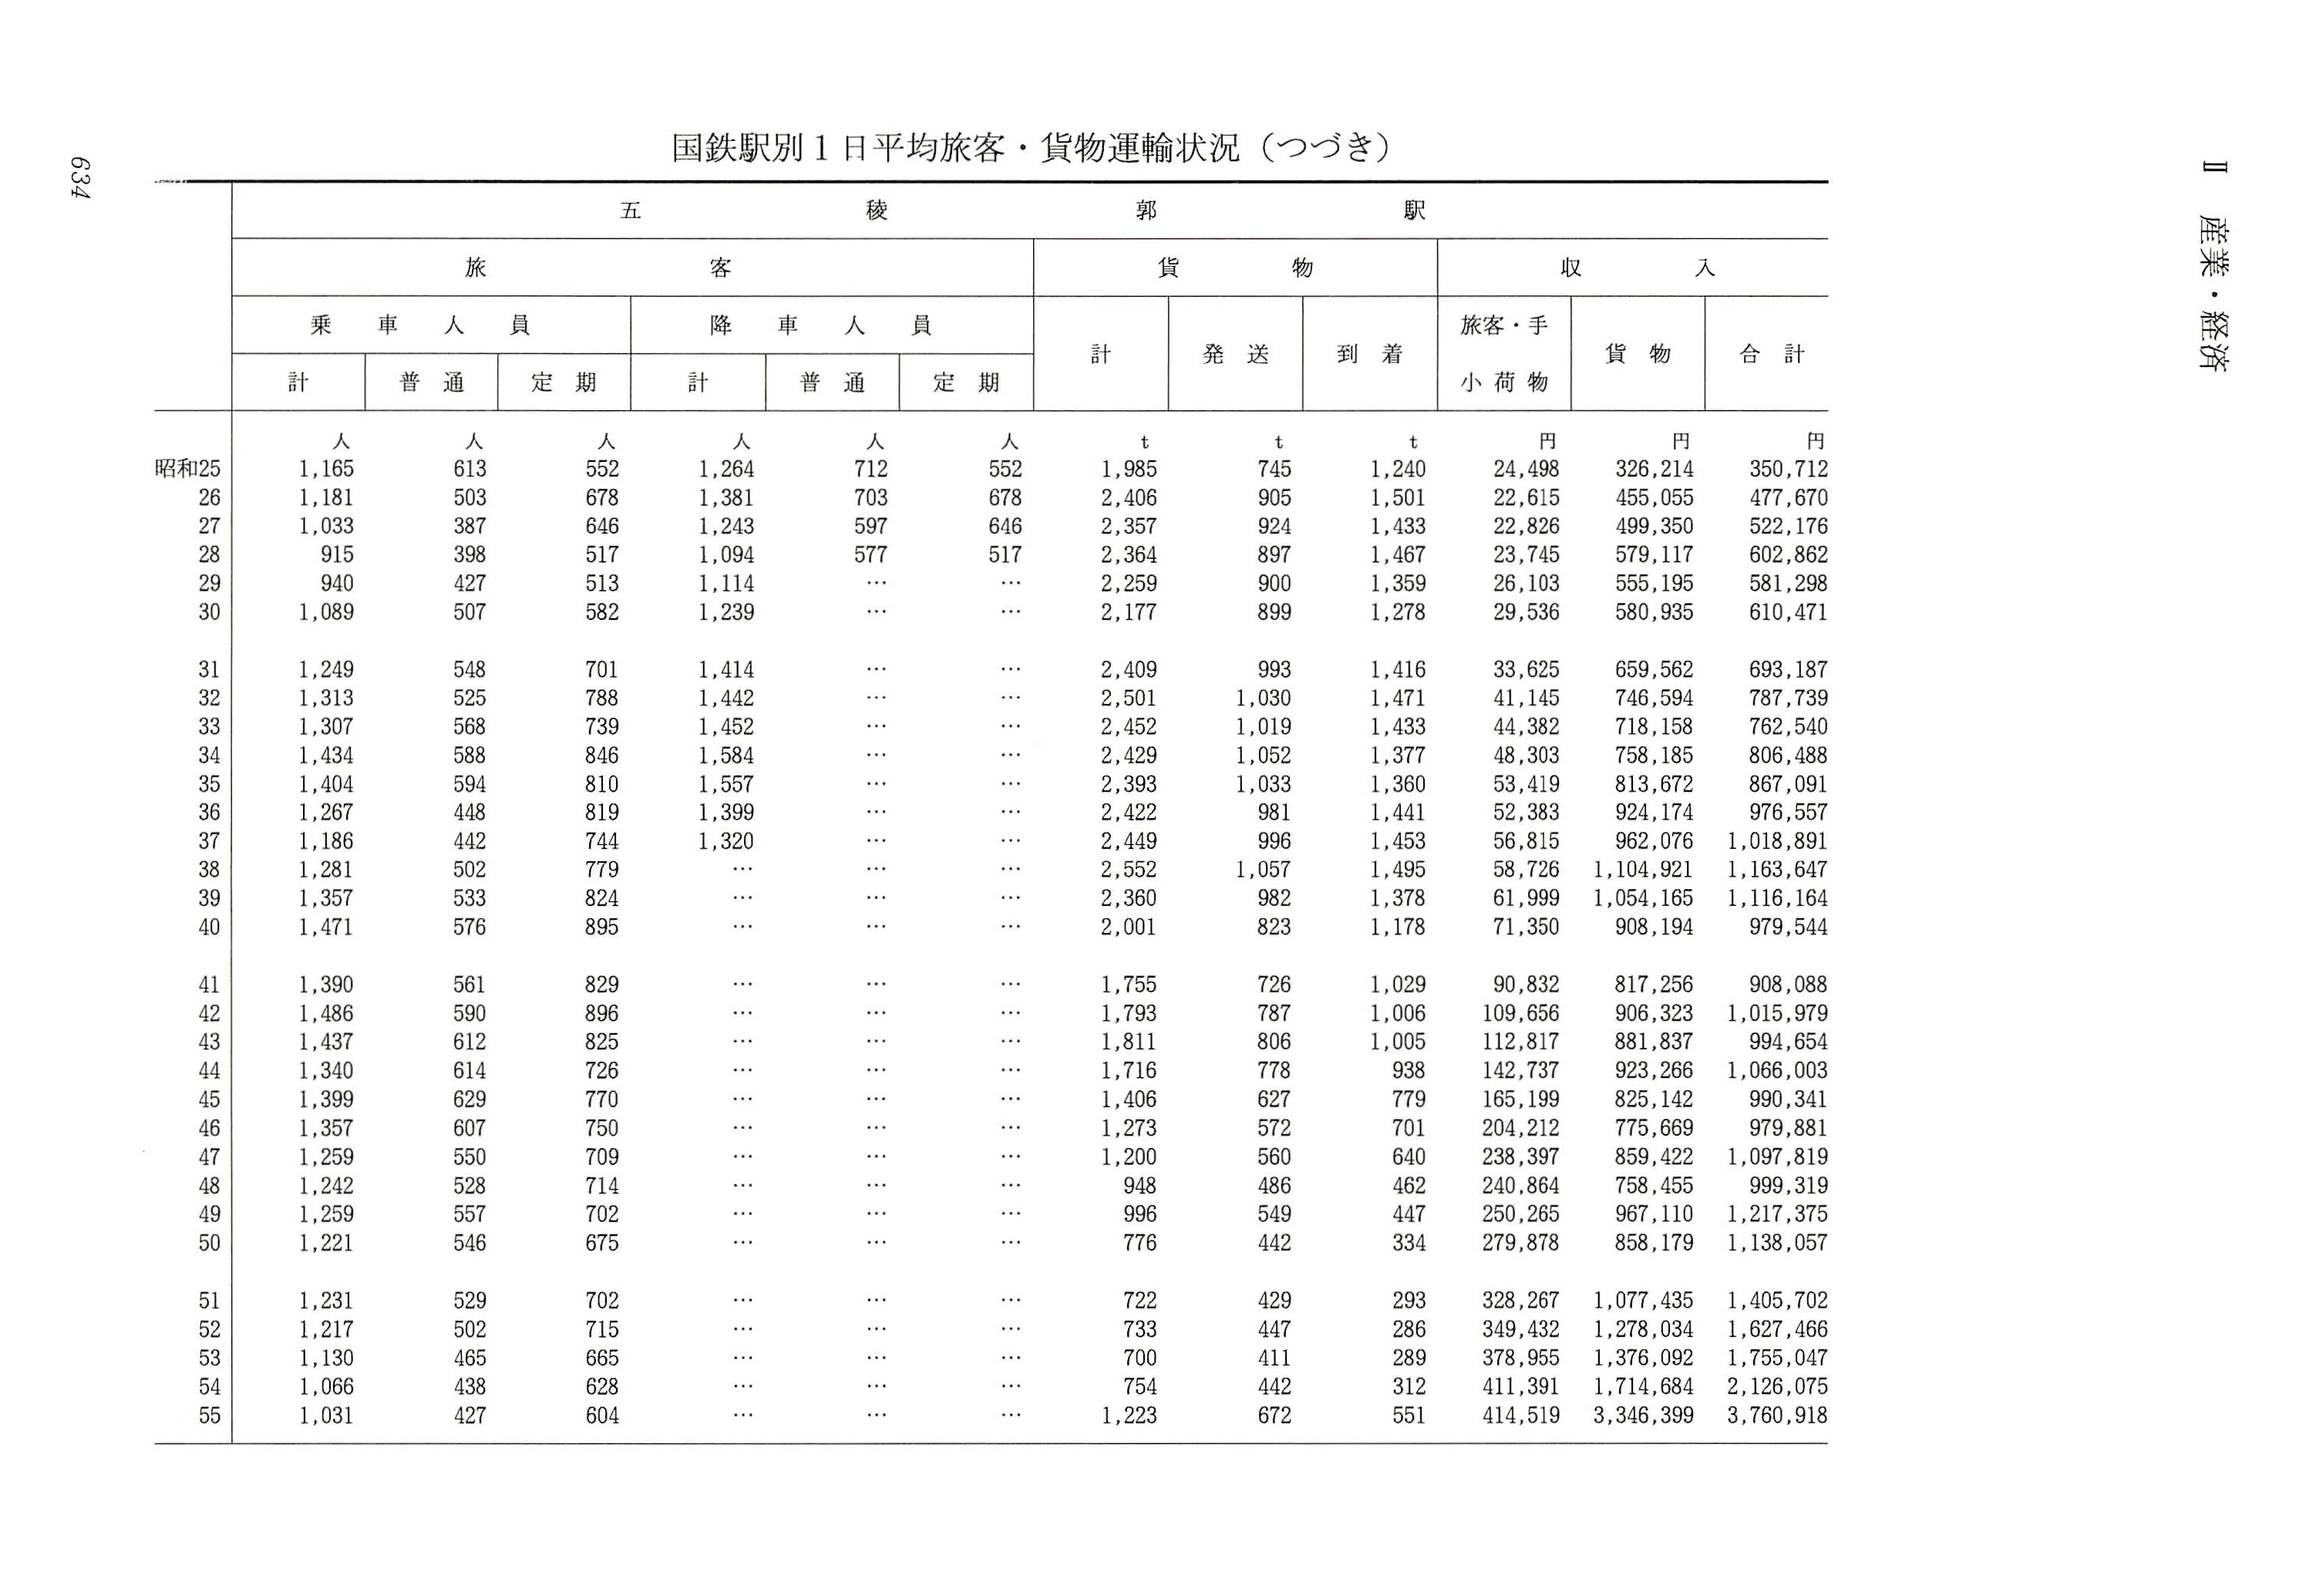 国鉄駅別1日平均旅客・貨物運輸状況（つづき）
634
Ⅱ 産業・経済
五稜郭駅
旅客 貨物 収入
乗車人員 降車人員 計 発送 到着 旅客・手小荷物 貨物 合計
計 普通 定期 計 普通 定期
人 人 人 人 人 人 t t t 円 円 円
昭和25 1,165 613 552 1,264 712 552 1,985 745 1,240 24,498 326,214 350,712
26 1,181 503 678 1,381 703 678 2,406 905 1,501 22,615 455,055 477,670
27 1,033 387 646 1,243 597 646 2,357 924 1,433 22,826 499,350 522,176
28 915 398 517 1,094 577 517 2,364 897 1,467 23,745 579,117 602,862
29 940 427 513 1,114 … … 2,259 900 1,359 26,103 555,195 581,298
30 1,089 507 582 1,239 … … 2,177 899 1,278 29,536 580,935 610,471
31 1,249 548 701 1,414 … … 2,409 993 1,416 33,625 659,562 693,187
32 1,313 525 788 1,442 … … 2,501 1,030 1,471 41,145 746,594 787,739
33 1,307 568 739 1,452 … … 2,452 1,019 1,433 44,382 718,158 762,540
34 1,434 588 846 1,584 … … 2,429 1,052 1,377 48,303 758,185 806,488
35 1,404 594 810 1,557 … … 2,393 1,033 1,360 53,419 813,672 867,091
36 1,267 448 819 1,399 … … 2,422 981 1,441 52,383 924,174 976,557
37 1,186 442 744 1,320 … … 2,449 996 1,453 56,815 962,076 1,018,891
38 1,281 502 779 … … … 2,552 1,057 1,495 58,726 1,104,921 1,163,647
39 1,357 533 824 … … … 2,360 982 1,378 61,999 1,054,165 1,116,164
40 1,471 576 895 … … … 2,001 823 1,178 71,350 908,194 979,544
41 1,390 561 829 … … … 1,755 726 1,029 90,832 817,256 908,088
42 1,486 590 896 … … … 1,793 787 1,006 109,656 906,323 1,015,979
43 1,437 612 825 … … … 1,811 806 1,005 112,817 881,837 994,654
44 1,340 614 726 … … … 1,716 778 938 142,737 923,266 1,066,003
45 1,399 629 770 … … … 1,406 627 779 165,199 825,142 990,341
46 1,357 607 750 … … … 1,273 572 701 204,212 775,669 979,881
47 1,259 550 709 … … … 1,200 560 640 238,397 859,422 1,097,819
48 1,242 528 714 … … … 948 486 462 240,864 758,455 999,319
49 1,259 557 702 … … … 996 549 447 250,265 967,110 1,217,375
50 1,221 546 675 … … … 776 442 334 279,878 858,179 1,138,057
51 1,231 529 702 … … … 722 429 293 328,267 1,077,435 1,405,702
52 1,217 502 715 … … … 733 447 286 349,432 1,278,034 1,627,466
53 1,130 465 665 … … … 700 411 289 378,955 1,376,092 1,755,047
54 1,066 438 628 … … … 754 442 312 411,391 1,714,684 2,126,075
55 1,031 427 604 … … … 1,223 672 551 414,519 3,346,399 3,760,918